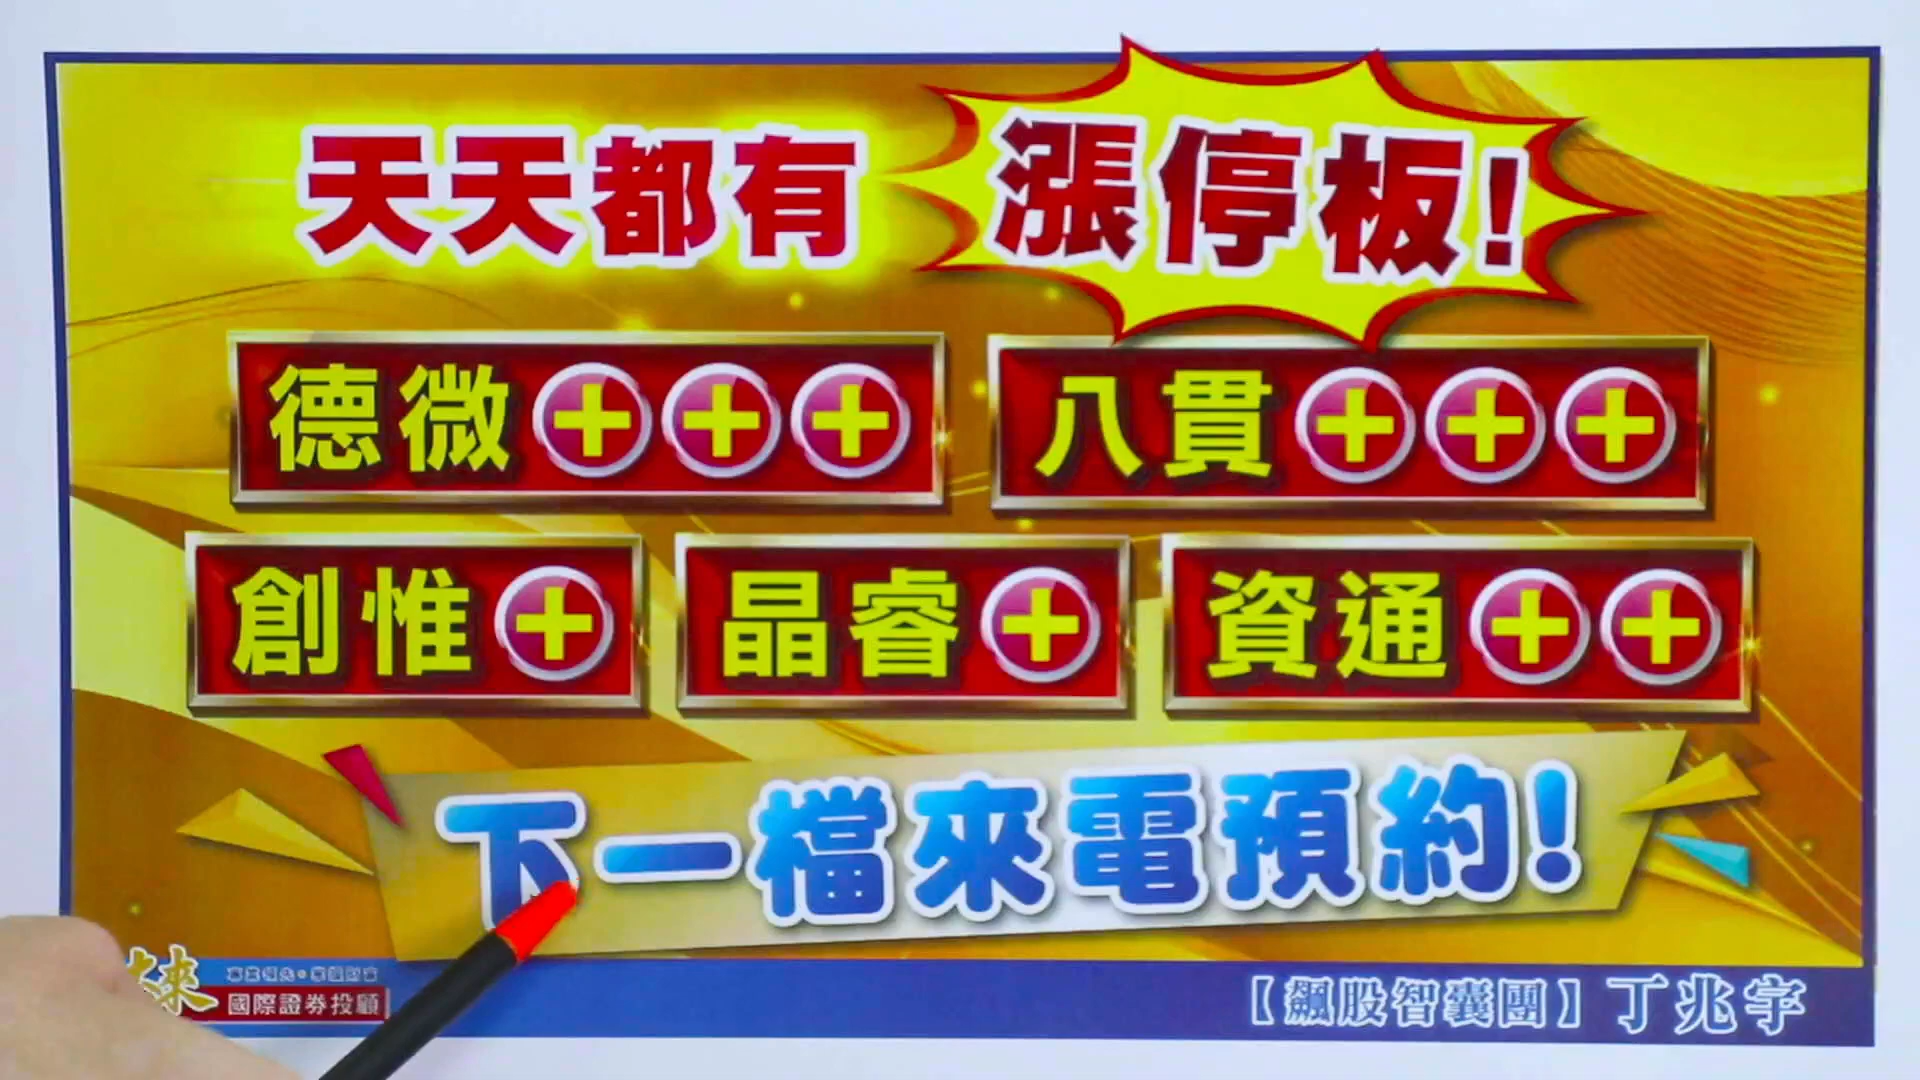 天天都有 漲停板!
德微+++ 八貫+++
創惟+ 晶睿+ 資通++
下一檔來電預約!
國際證券投顧
【飆股智囊團】丁兆宇